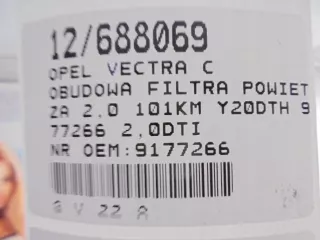 12/688069
OPEL VECTRA C
OBUDOWA FILTRA POWIET
ZA 2.0 101KM Y20DTH 9
77266 2,0DTI
NR OEM:9177266
G V 22 A